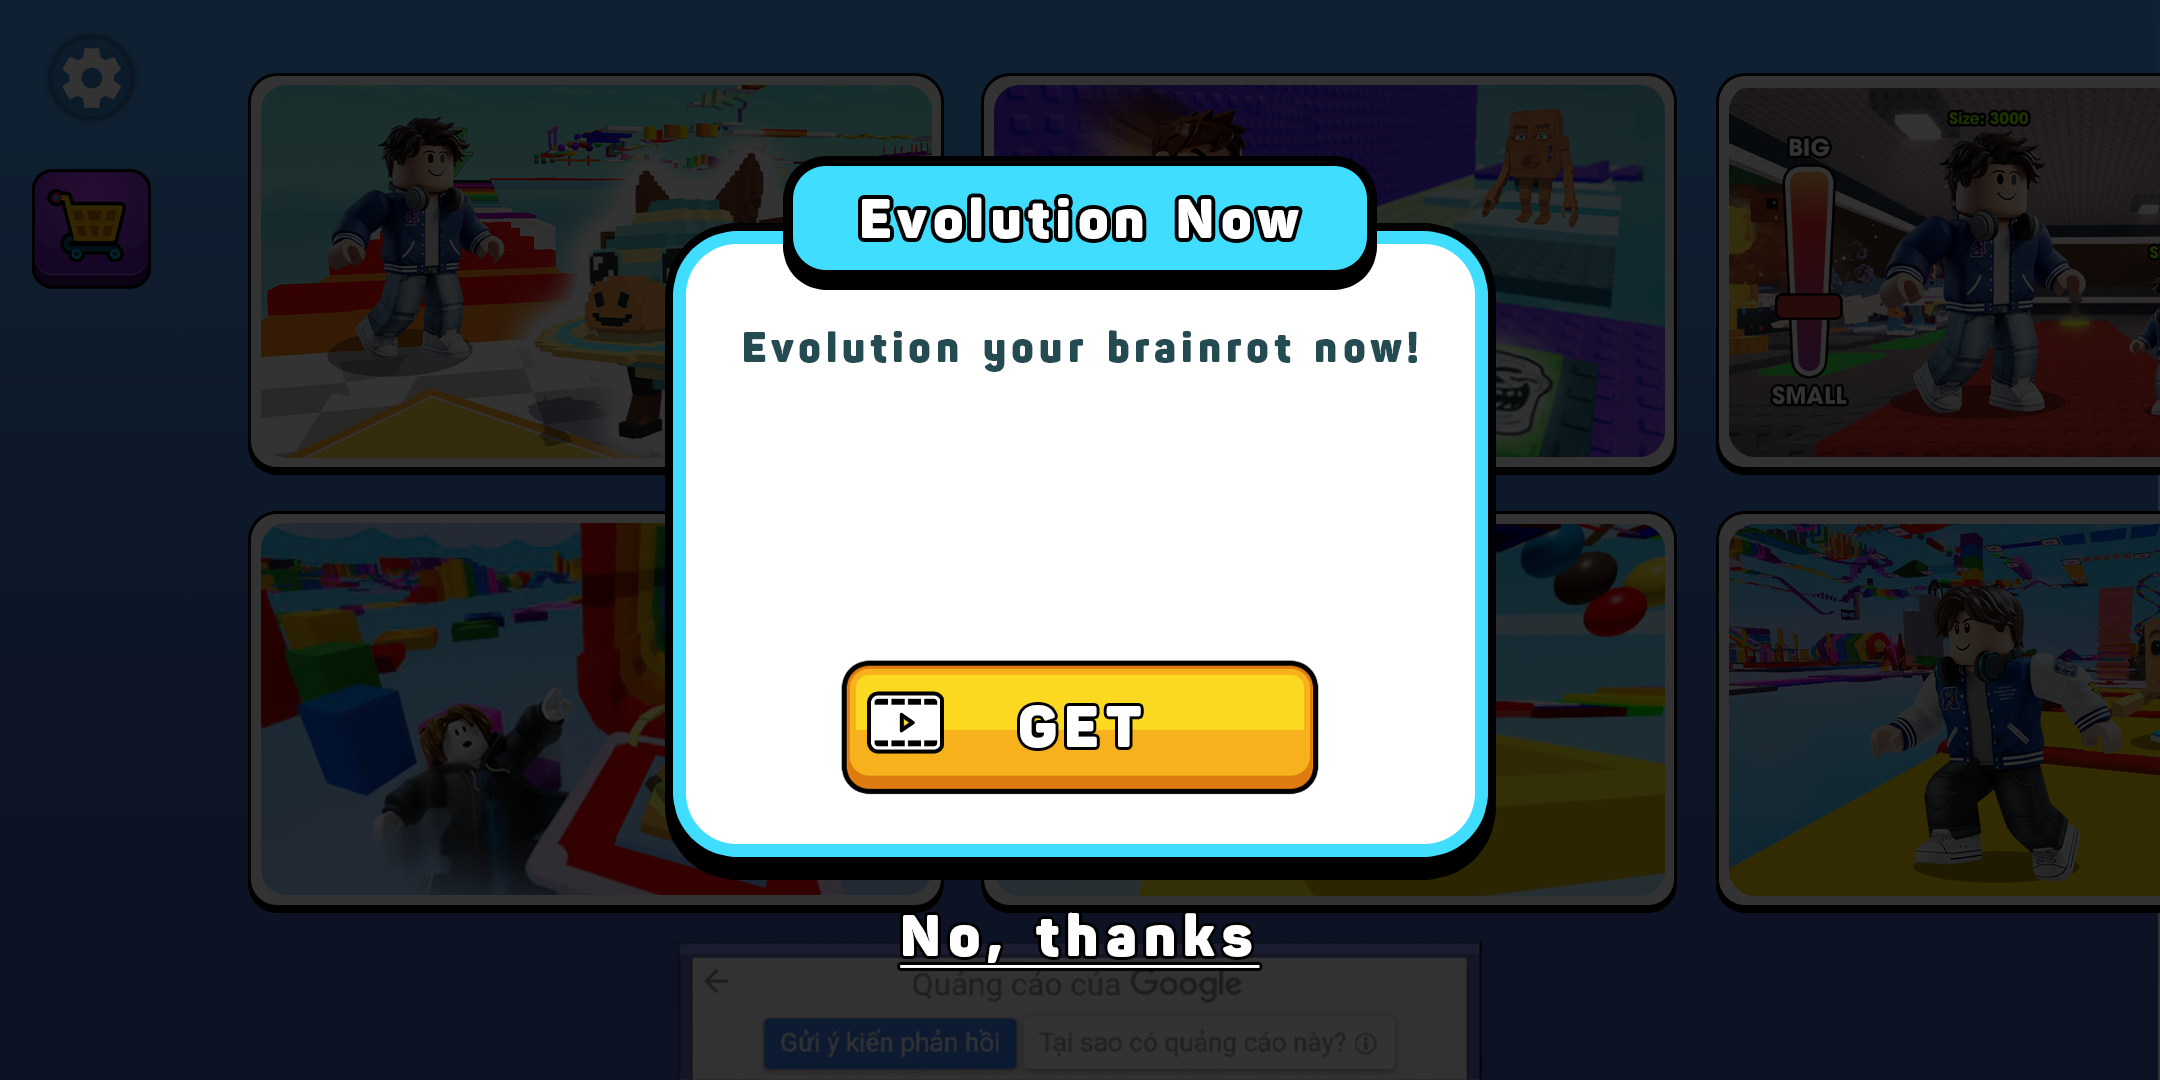 Size: 3000
BIG
Evolution Now
Evolution your brainrot now!
SMALL
GET
No, thanks
Quảng cáo của Google
Gửi ý kiến phản hồi
Tại sao có quảng cáo này?